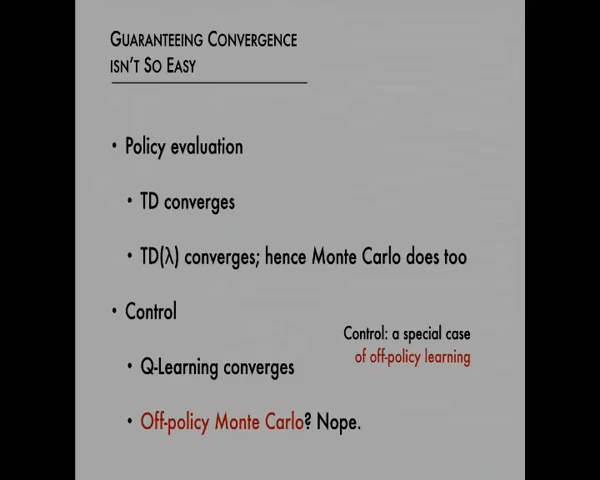 GUARANTEEING CONVERGENCE
ISN'T SO EASY
• Policy evaluation
• TD converges
• TD(λ) converges; hence Monte Carlo does too
• Control
Control: a special case
of off-policy learning
• Q-Learning converges
• Off-policy Monte Carlo? Nope.